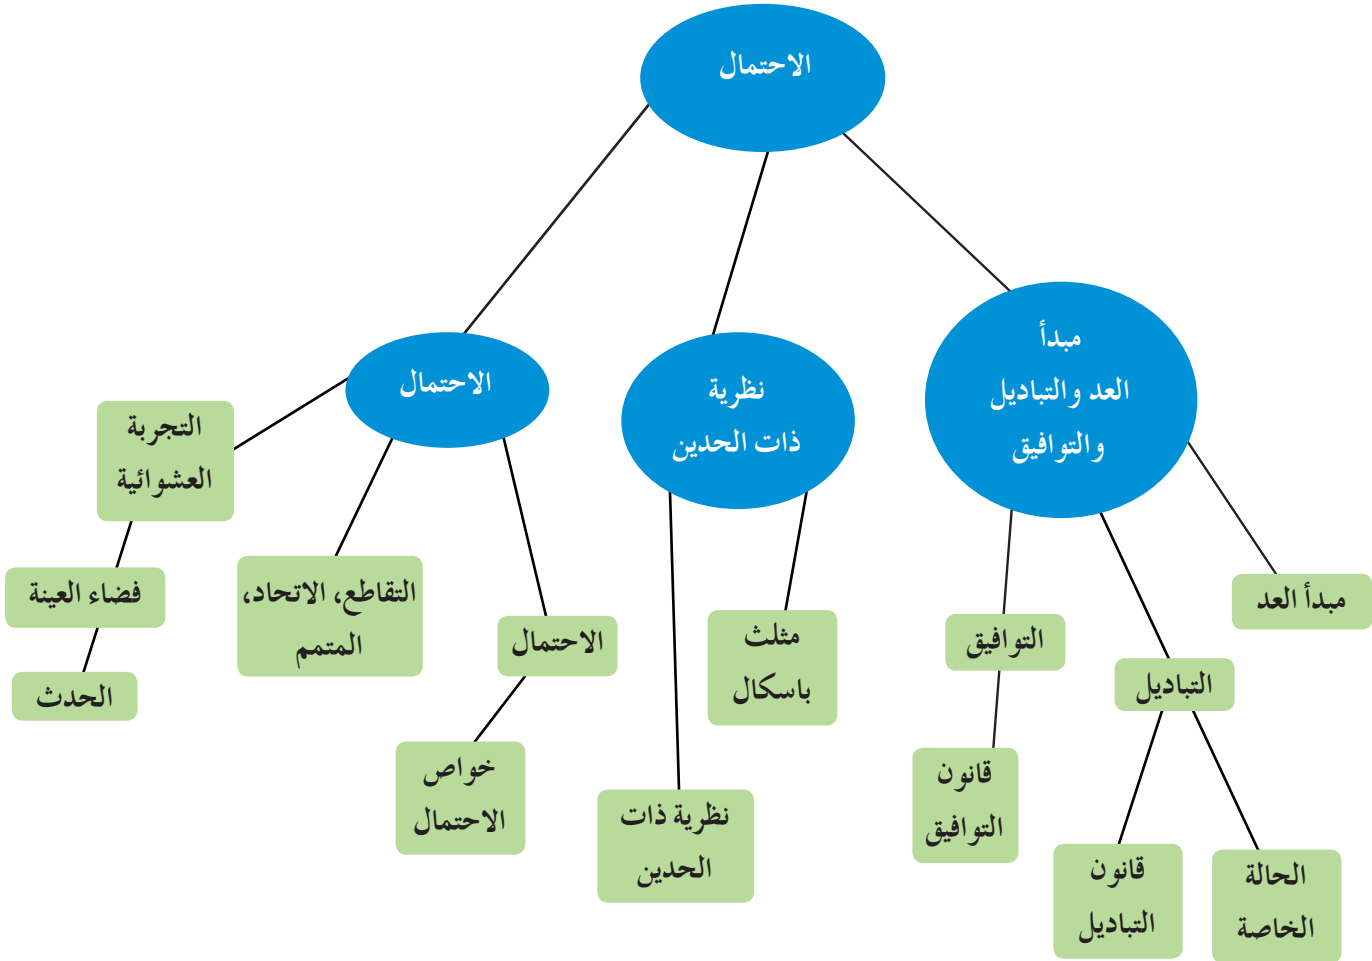 الاحتمال
مبدأ
العد والتباديل
والتوافيق
نظرية
ذات الحدين
الاحتمال
مبدأ العد
التباديل
الحالة
الخاصة
قانون
التباديل
التوافيق
قانون
التوافيق
مثلث
باسكال
نظرية ذات
الحدين
الاحتمال
خواص
الاحتمال
التقاطع، الاتحاد،
المتمم
التجربة
العشوائية
فضاء العينة
الحدث